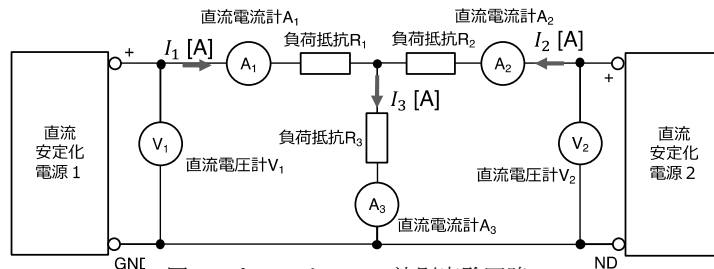 直流電流計A₁
直流電流計A₂
I₁ [A]
負荷抵抗R₁
負荷抵抗R₂
I₂ [A]
+
A₁
A₂
+
I₃ [A]
直流
安定化
電源 1
V₁
直流電圧計V₁
負荷抵抗R₃
V₂
直流電圧計V₂
直流
安定化
電源 2
A₃
直流電流計A₃
GN
ND